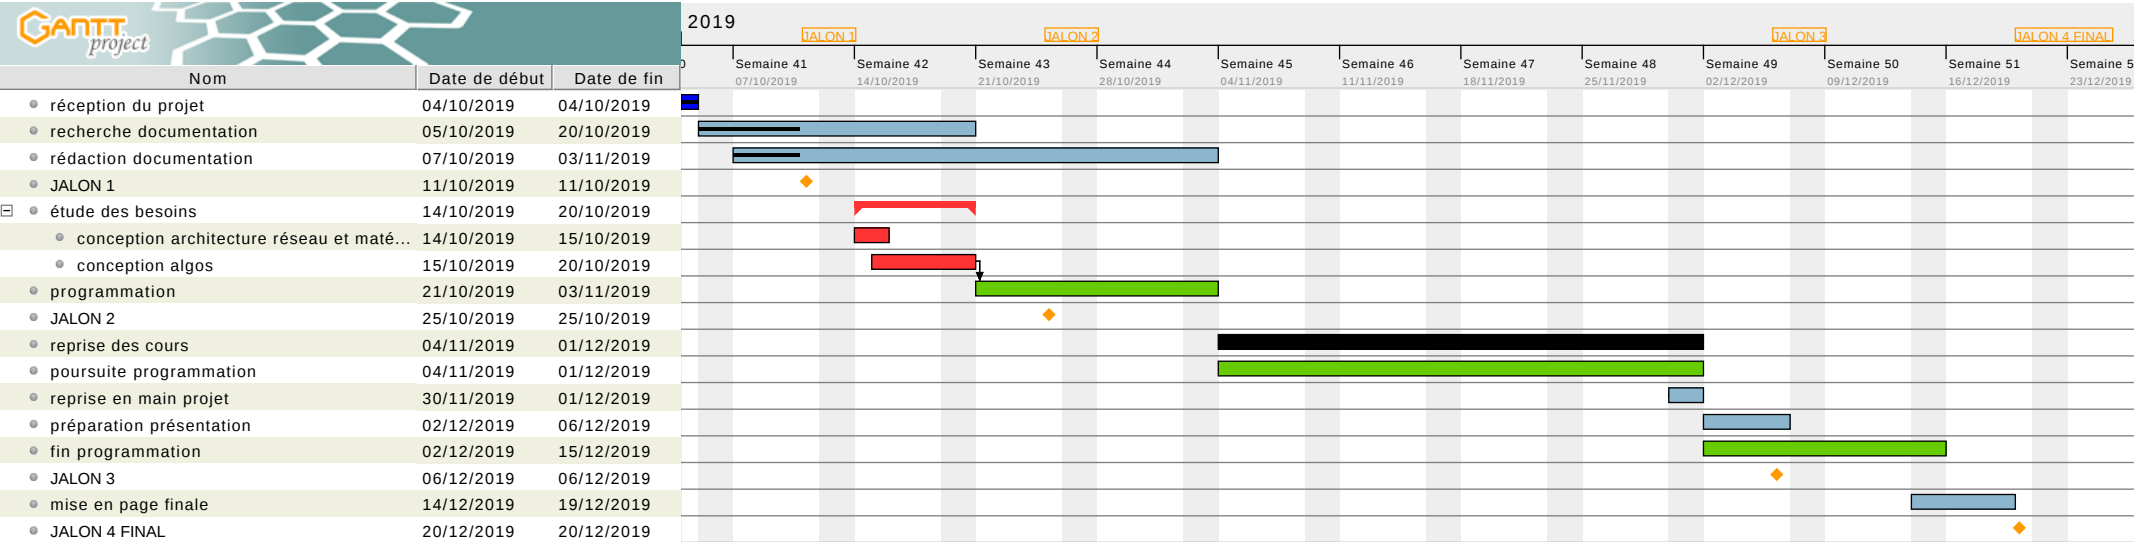 GANTT
project
2019
JALON 1 JALON 2 JALON 3 JALON 4 FINAL
Semaine 41 Semaine 42 Semaine 43 Semaine 44 Semaine 45 Semaine 46 Semaine 47 Semaine 48 Semaine 49 Semaine 50 Semaine 51 Semaine 5
07/10/2019 14/10/2019 21/10/2019 28/10/2019 04/11/2019 11/11/2019 18/11/2019 25/11/2019 02/12/2019 09/12/2019 16/12/2019 23/12/2019
Nom Date de début Date de fin
réception du projet 04/10/2019 04/10/2019
recherche documentation 05/10/2019 20/10/2019
rédaction documentation 07/10/2019 03/11/2019
JALON 1 11/10/2019 11/10/2019
étude des besoins 14/10/2019 20/10/2019
conception architecture réseau et maté... 14/10/2019 15/10/2019
conception algos 15/10/2019 20/10/2019
programmation 21/10/2019 03/11/2019
JALON 2 25/10/2019 25/10/2019
reprise des cours 04/11/2019 01/12/2019
poursuite programmation 04/11/2019 01/12/2019
reprise en main projet 30/11/2019 01/12/2019
préparation présentation 02/12/2019 06/12/2019
fin programmation 02/12/2019 15/12/2019
JALON 3 06/12/2019 06/12/2019
mise en page finale 14/12/2019 19/12/2019
JALON 4 FINAL 20/12/2019 20/12/2019